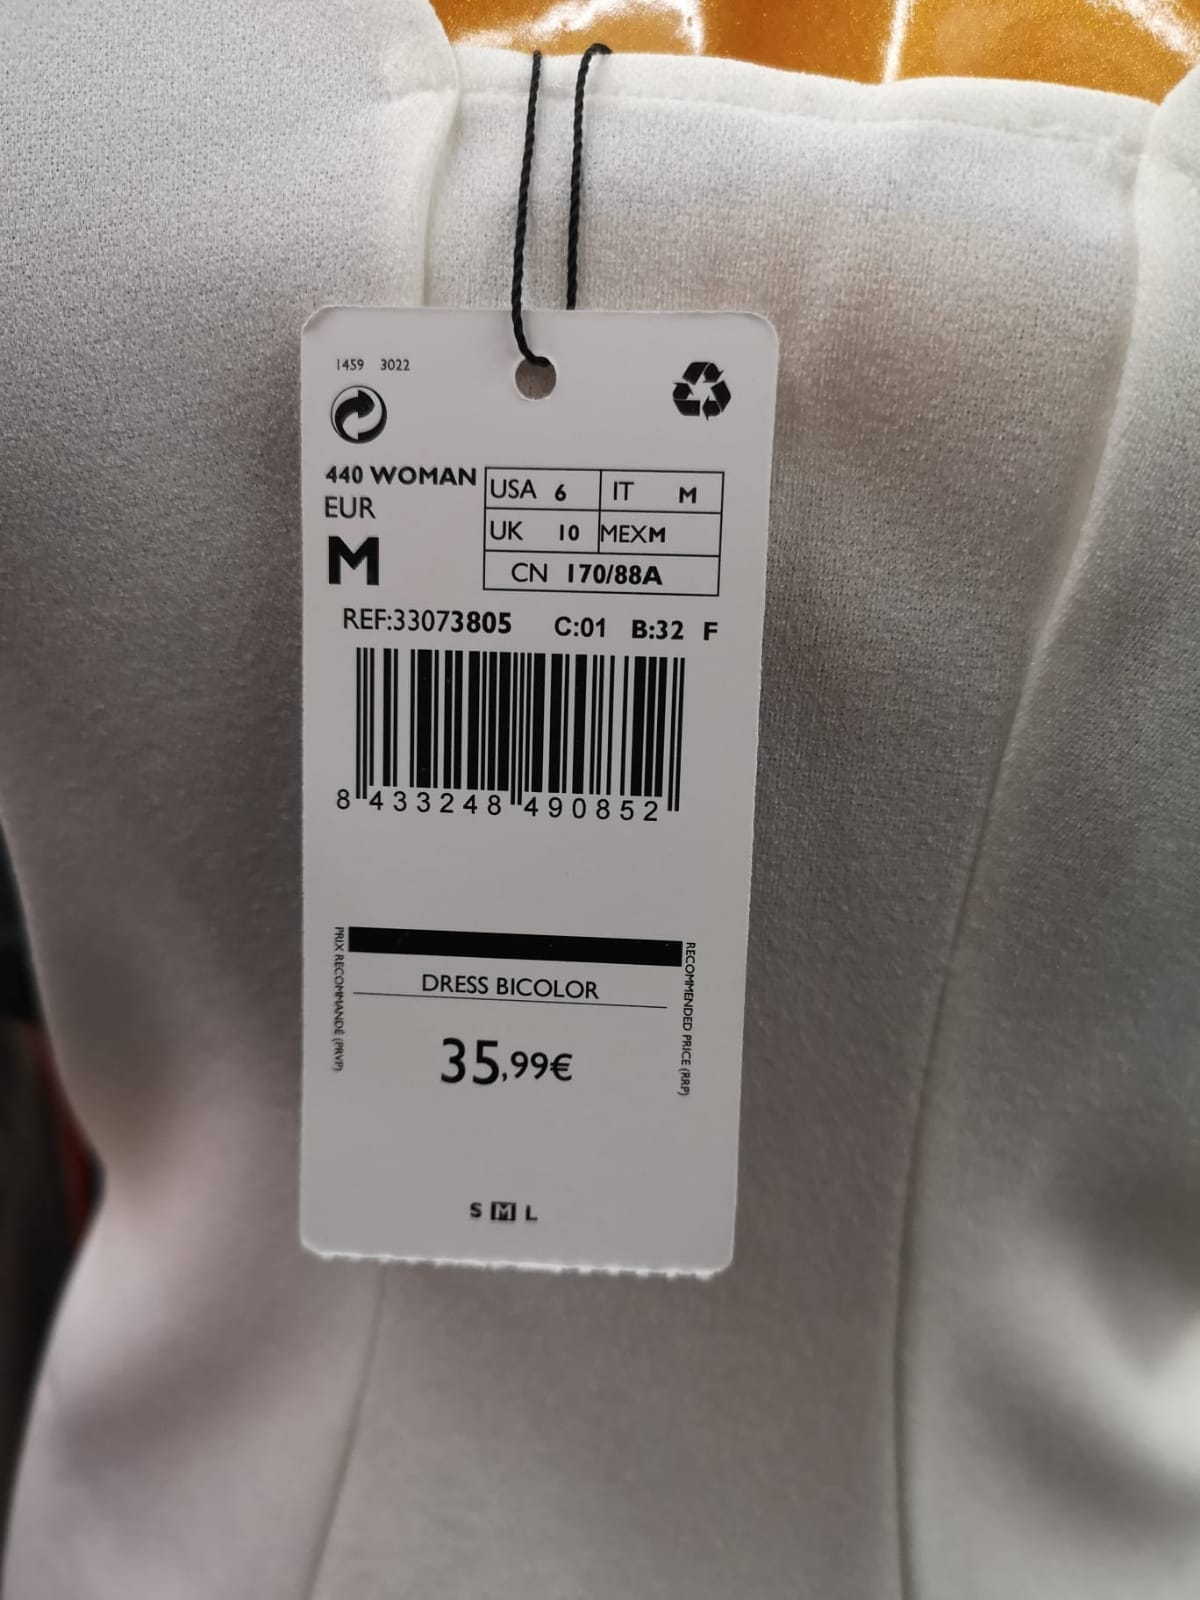 1459 3022
440 WOMAN
EUR
M
USA 6 IT M
UK 10 MEX M
CN 170/88A
REF:33073805 C:01 B:32 F
8 433248 490852
PRIX RECOMMANDÉ (PRVP)
RECOMMENDED PRICE (RRP)
DRESS BICOLOR
35,99€
S M L